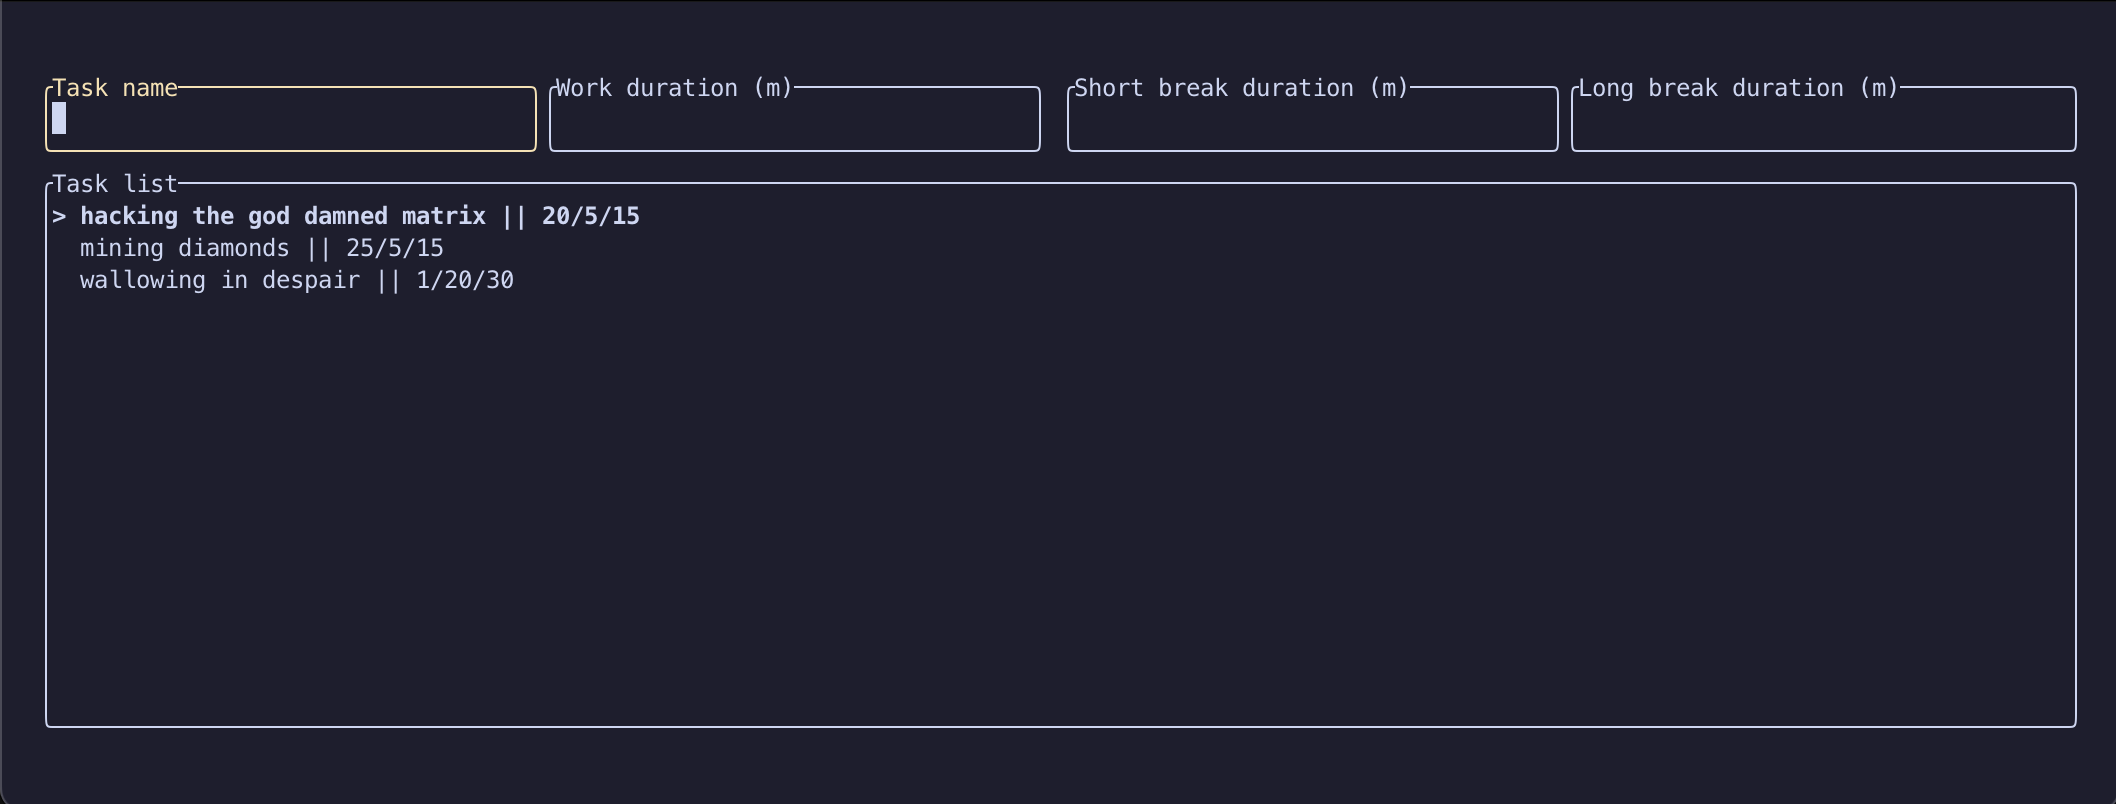 Task name Work duration (m) Short break duration (m) Long break duration (m)
Task list
> hacking the god damned matrix || 20/5/15
mining diamonds || 25/5/15
wallowing in despair || 1/20/30